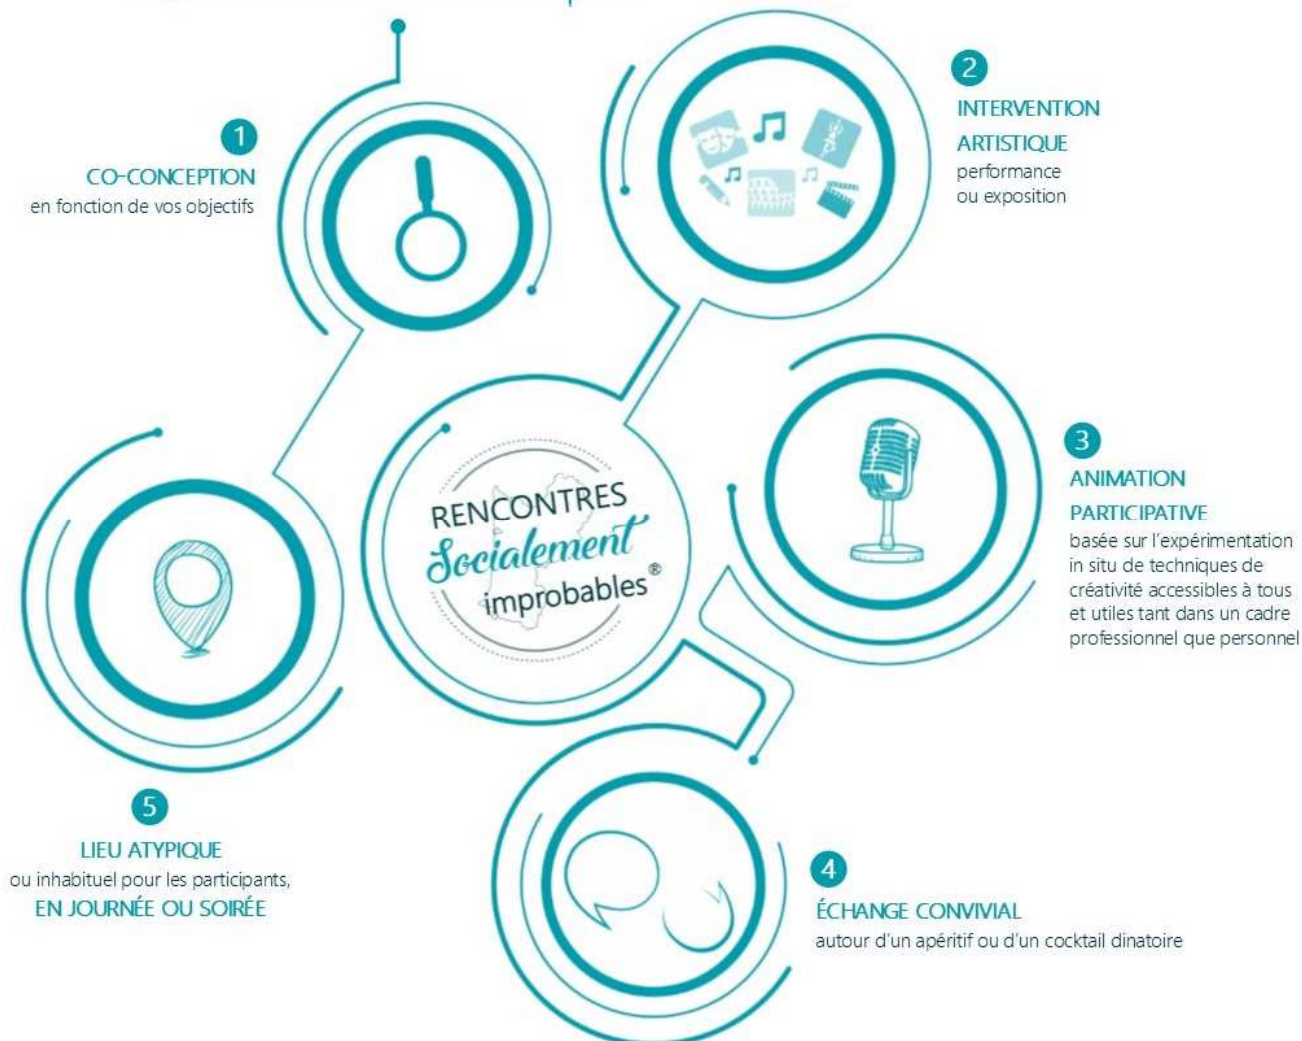 1
CO-CONCEPTION
en fonction de vos objectifs
2
INTERVENTION
ARTISTIQUE
performance
ou exposition
RENCONTRES
Socialement
improbables®
3
ANIMATION
PARTICIPATIVE
basée sur l'expérimentation
in situ de techniques de
créativité accessibles à tous
et utiles tant dans un cadre
professionnel que personnel
4
ÉCHANGE CONVIVIAL
autour d'un apéritif ou d'un cocktail dinatoire
5
LIEU ATYPIQUE
ou inhabituel pour les participants,
EN JOURNÉE OU SOIRÉE